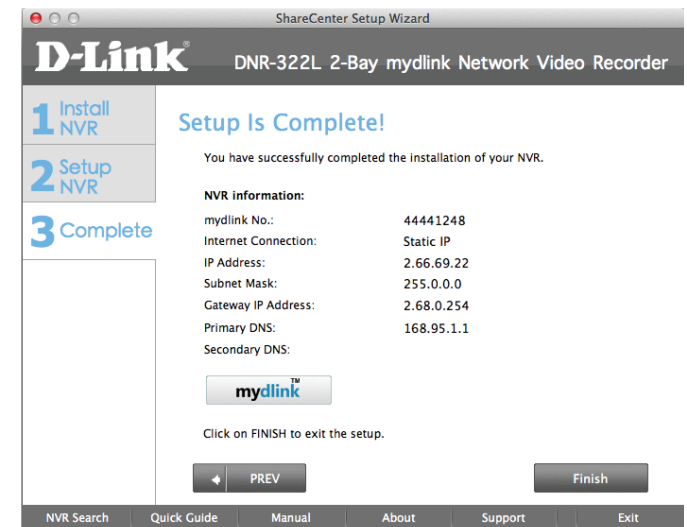 ShareCenter Setup Wizard
D-Link®
DNR-322L 2-Bay mydlink Network Video Recorder
1 Install NVR
2 Setup NVR
3 Complete
Setup Is Complete!
You have successfully completed the installation of your NVR.
NVR information:
mydlink No.: 44441248
Internet Connection: Static IP
IP Address: 2.66.69.22
Subnet Mask: 255.0.0.0
Gateway IP Address: 2.68.0.254
Primary DNS: 168.95.1.1
Secondary DNS:
mydlink™
Click on FINISH to exit the setup.
PREV Finish
NVR Search Quick Guide Manual About Support Exit